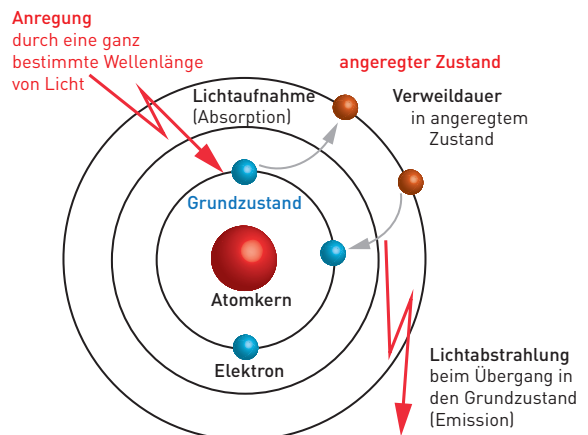 Anregung
durch eine ganz
bestimmte Wellenlänge
von Licht
angeregter Zustand
Lichtaufnahme
(Absorption)
Verweildauer
in angeregtem
Zustand
Grundzustand
Atomkern
Elektron
Lichtabstrahlung
beim Übergang in
den Grundzustand
(Emission)